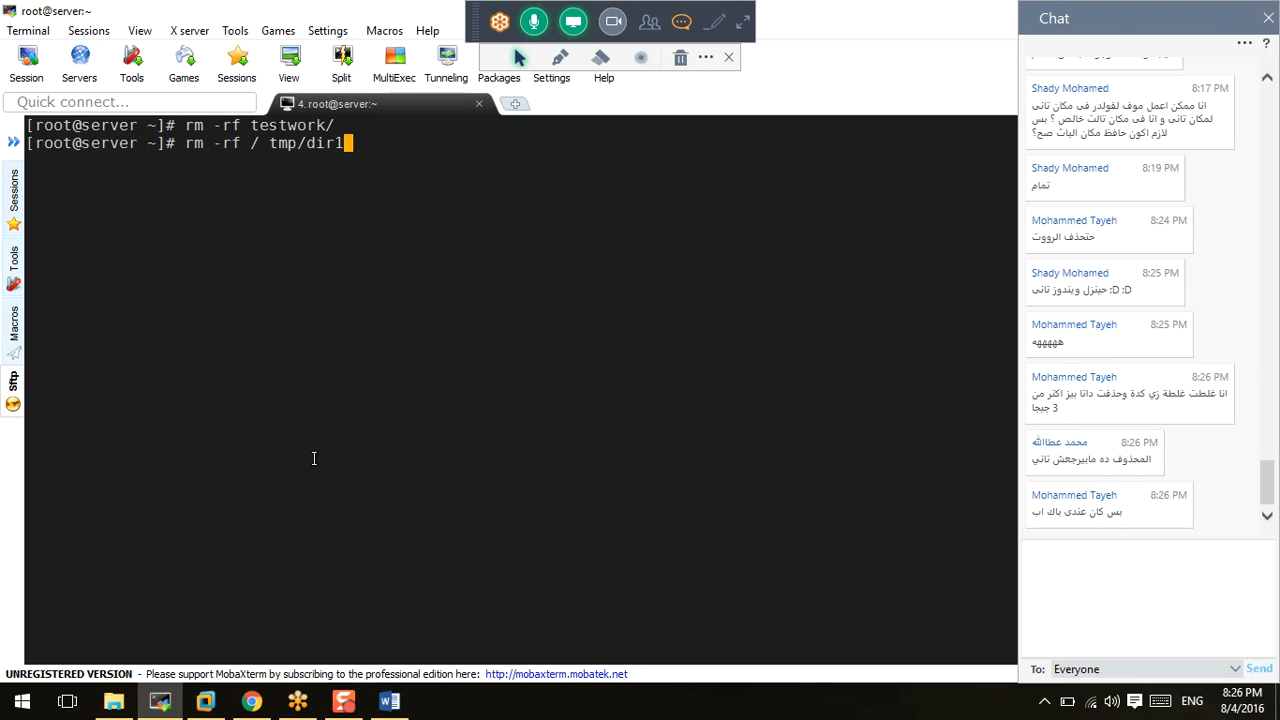 root@server:~
Terminal Sessions View X server Tools Games Settings Macros Help
Session Servers Tools Games Sessions View Split MultiExec Tunneling Packages Settings Help
Quick connect...
4. root@server:~
[root@server ~]# rm -rf testwork/
[root@server ~]# rm -rf / tmp/dir1
Sessions
Tools
Macros
Sftp
UNREGISTERED VERSION - Please support MobaXterm by subscribing to the professional edition here: http://mobaxterm.mobatek.net
Chat
Shady Mohamed 8:17 PM
انا ممكن اعمل موف لفولدر فى مكان تانى
لمكان تانى و انا فى مكان تالت خالص ؟ بس
لازم اكون حافظ مكان الباث صح؟
Shady Mohamed 8:19 PM
تمام
Mohammed Tayeh 8:24 PM
حتحذف الرووت
Shady Mohamed 8:25 PM
حيتزل ويندوز تانى D: D:
Mohammed Tayeh 8:25 PM
هههههه
Mohammed Tayeh 8:26 PM
انا غلطت غلطة زي كدة وحذفت داتا بيز اكتر من
3 جيجا
محمد عطاالله 8:26 PM
المحذوف ده مابيرجعش تاني
Mohammed Tayeh 8:26 PM
بس كان عندى باك اب
To: Everyone Send
ENG
8:26 PM
8/4/2016